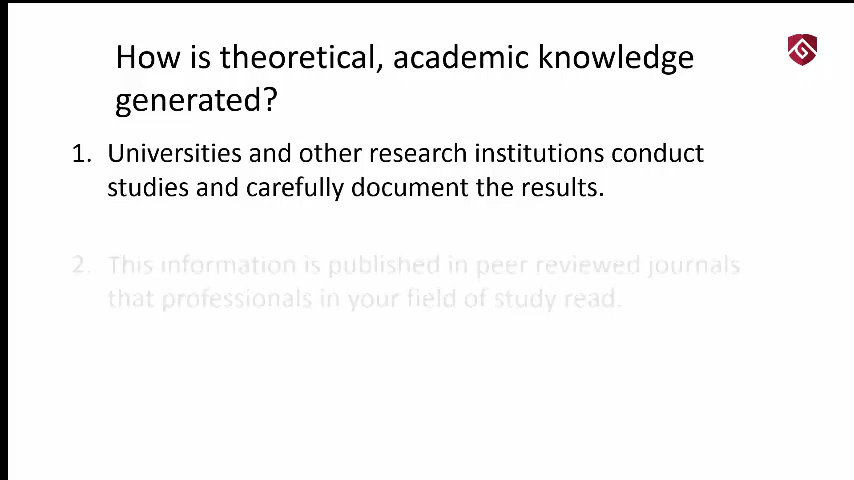 How is theoretical, academic knowledge
generated?
1. Universities and other research institutions conduct
studies and carefully document the results.
2. This information is published in peer reviewed journals
that professionals in your field of study read.